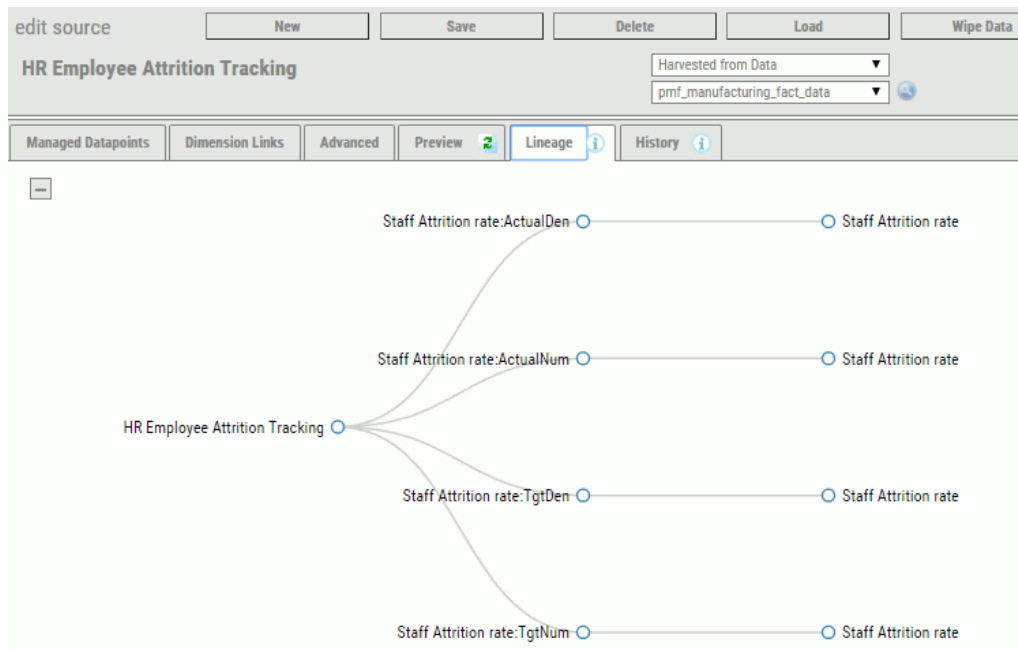 edit source New Save Delete Load Wipe Data
HR Employee Attrition Tracking
Harvested from Data
pmf_manufacturing_fact_data
Managed Datapoints Dimension Links Advanced Preview Lineage i History i
Staff Attrition rate:ActualDen Staff Attrition rate
Staff Attrition rate:ActualNum Staff Attrition rate
HR Employee Attrition Tracking
Staff Attrition rate:TgtDen Staff Attrition rate
Staff Attrition rate:TgtNum Staff Attrition rate